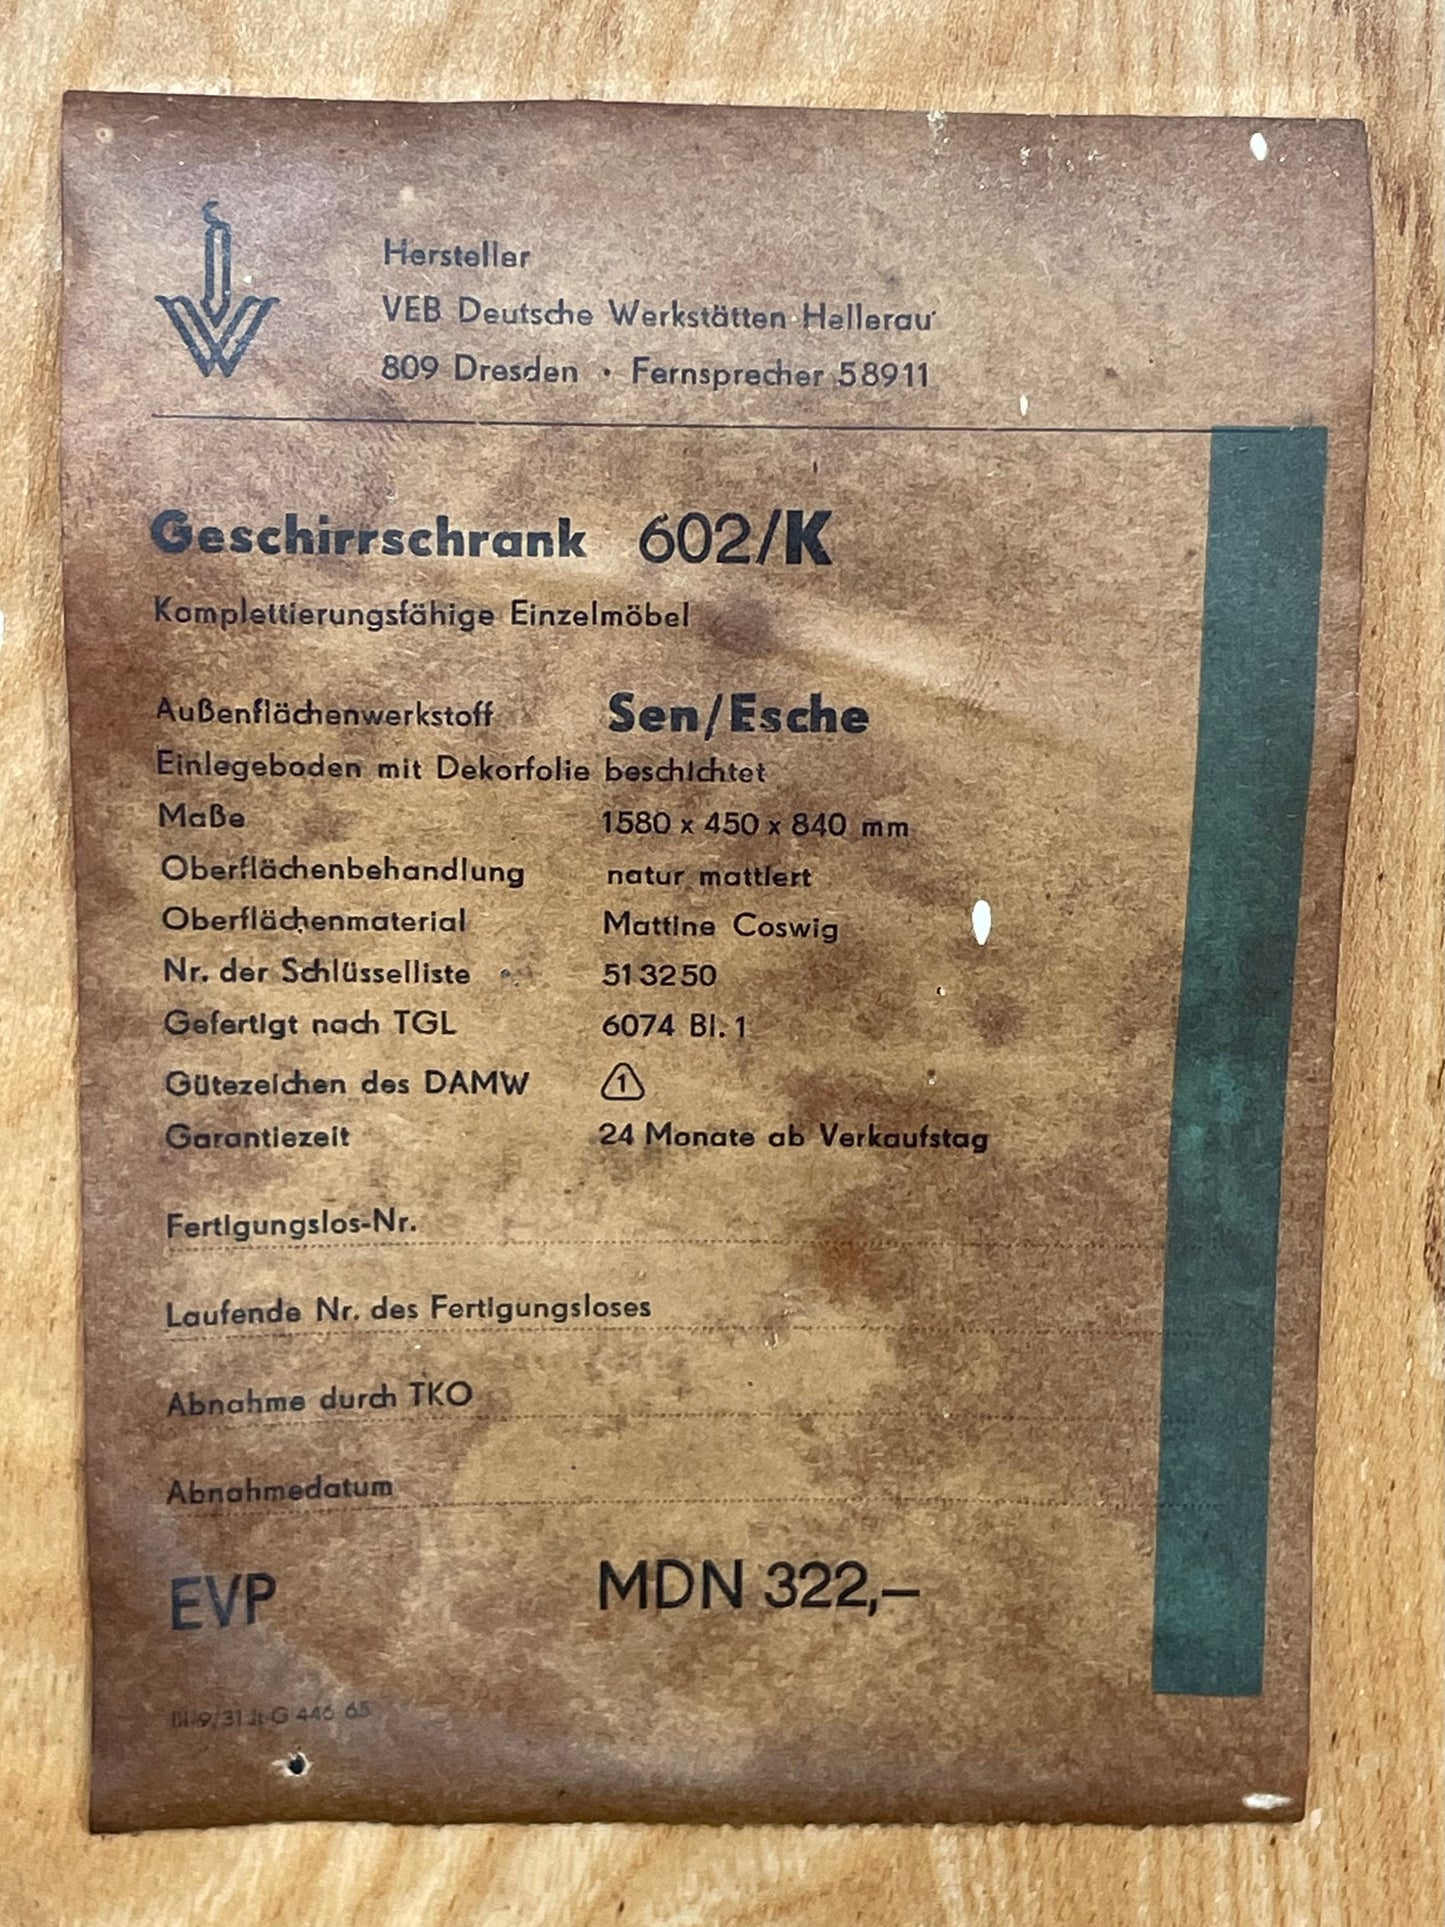 Hersteller
VEB Deutsche Werkstätten Hellerau
809 Dresden · Fernsprecher 58911
Geschirrschrank 602/K
Komplettierungsfähige Einzelmöbel
Außenflächenwerkstoff Sen/Esche
Einlegeboden mit Dekorfolie beschichtet
Maße 1580 x 450 x 840 mm
Oberflächenbehandlung natur mattiert
Oberflächenmaterial Mattine Coswig
Nr. der Schlüsselliste 513250
Gefertigt nach TGL 6074 Bl. 1
Gütezeichen des DAMW 1
Garantiezeit 24 Monate ab Verkaufstag
Fertigungslos-Nr.
Laufende Nr. des Fertigungsloses
Abnahme durch TKO
Abnahmedatum
EVP MDN 322,—
G 446 65